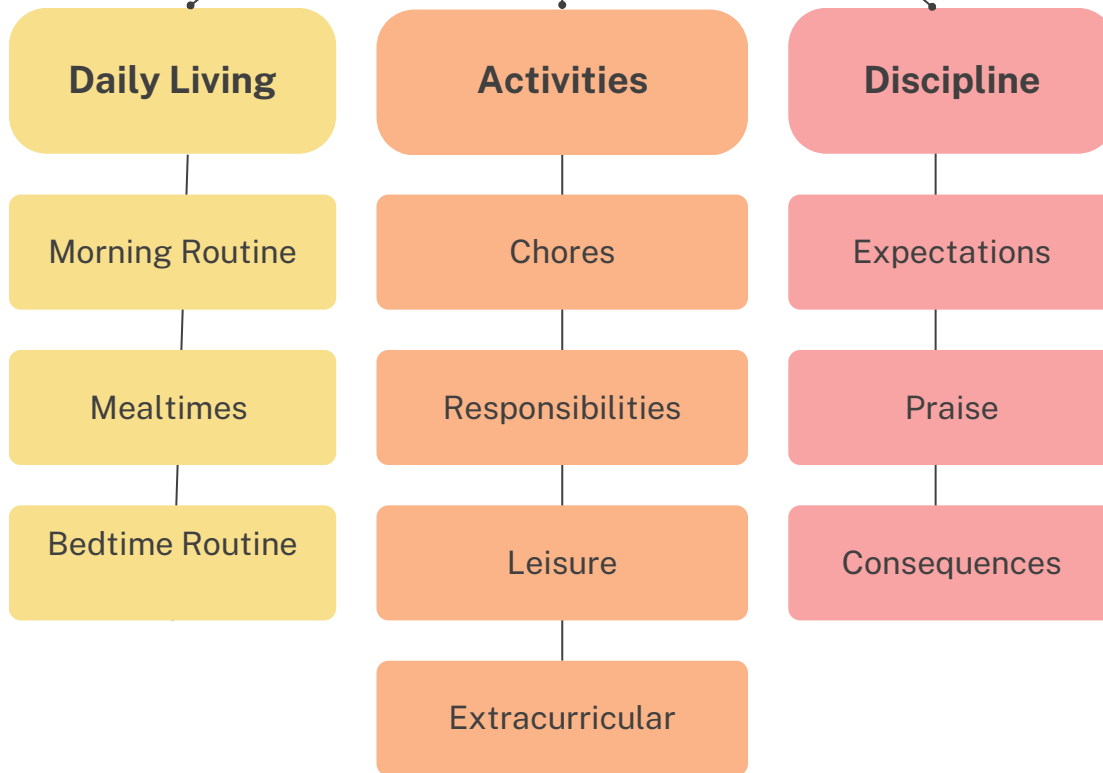 Daily Living
Morning Routine
Mealtimes
Bedtime Routine
Activities
Chores
Responsibilities
Leisure
Extracurricular
Discipline
Expectations
Praise
Consequences